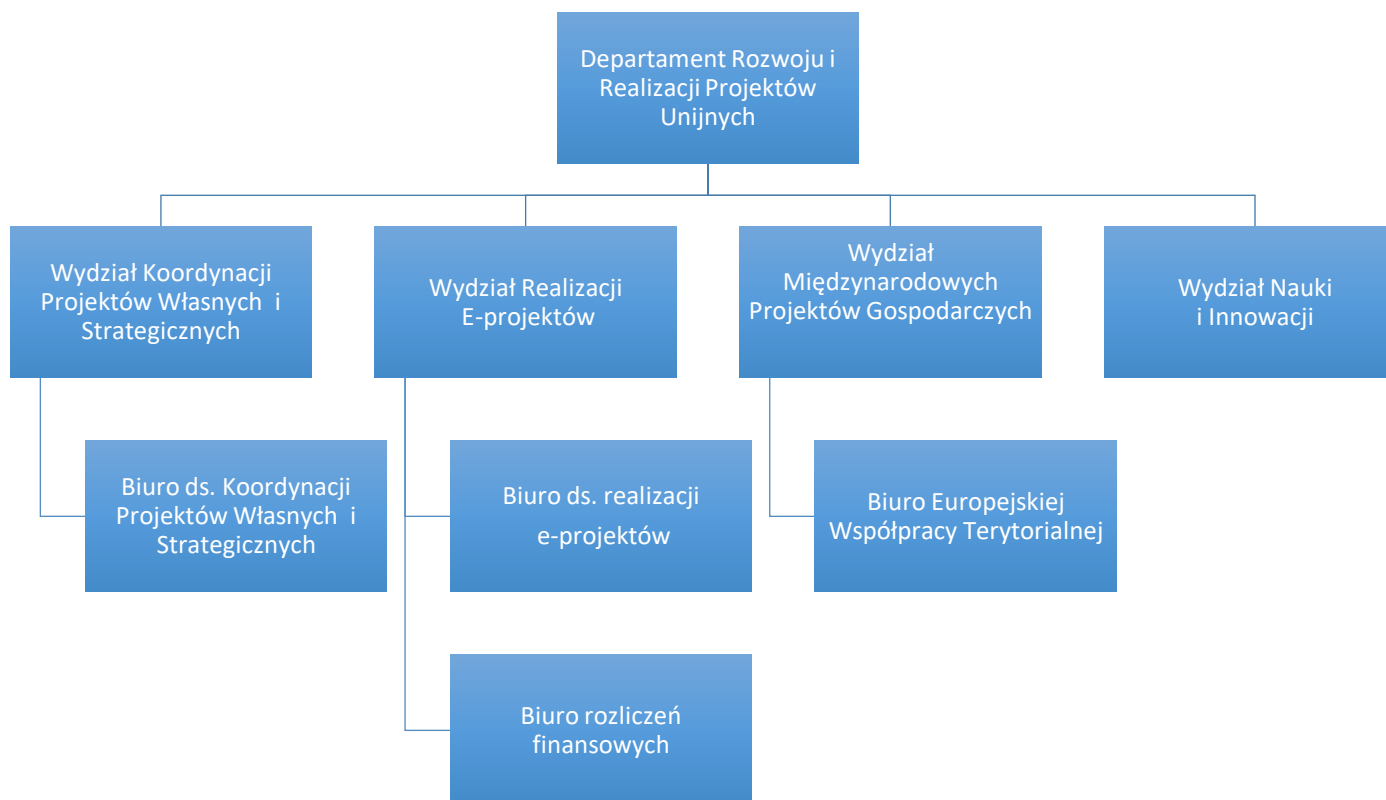 Departament Rozwoju i
Realizacji Projektów
Unijnych
Wydział Koordynacji
Projektów Własnych  i
Strategicznych
Wydział Realizacji
E-projektów
Wydział
Międzynarodowych
Projektów Gospodarczych
Wydział Nauki
i Innowacji
Biuro ds. Koordynacji
Projektów Własnych  i
Strategicznych
Biuro ds. realizacji
e-projektów
Biuro Europejskiej
Współpracy Terytorialnej
Biuro rozliczeń
finansowych